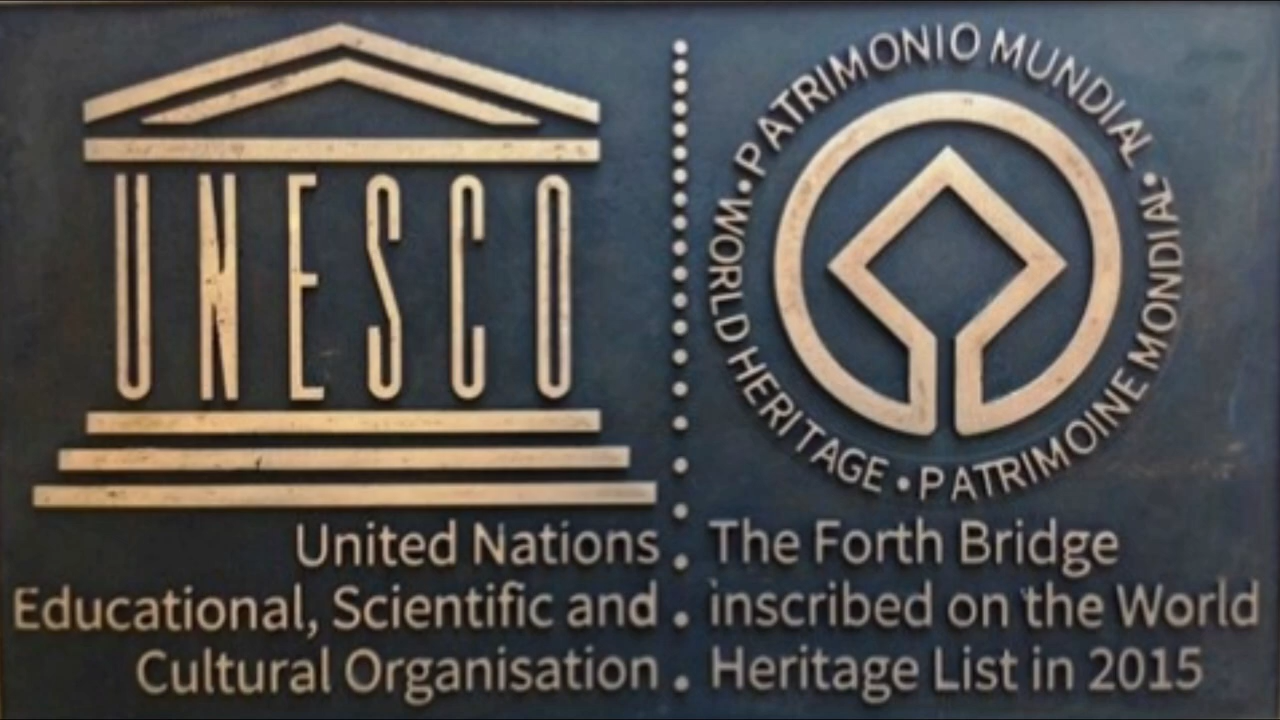 UNESCO
United Nations
Educational, Scientific and
Cultural Organisation
• PATRIMONIO MUNDIAL •
WORLD HERITAGE • PATRIMOINE MONDIAL
The Forth Bridge
inscribed on the World
Heritage List in 2015